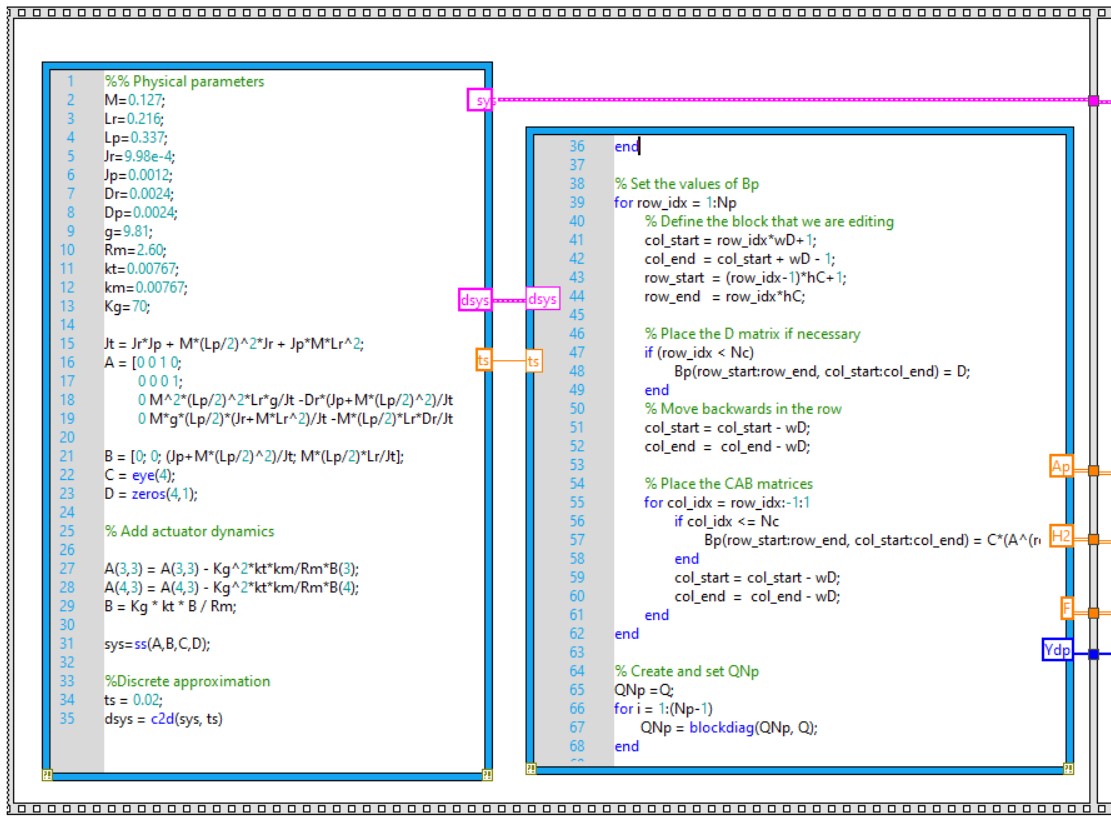 1 %% Physical parameters
2 M=0.127;
3 Lr=0.216;
4 Lp=0.337;
5 Jr=9.98e-4;
6 Jp=0.0012;
7 Dr=0.0024;
8 Dp=0.0024;
9 g=9.81;
10 Rm=2.60;
11 kt=0.00767;
12 km=0.00767;
13 Kg=70;
14
15 Jt = Jr*Jp + M*(Lp/2)^2*Jr + Jp*M*Lr^2;
16 A = [0 0 1 0;
17 0 0 0 1;
18 0 M^2*(Lp/2)^2*Lr*g/Jt -Dr*(Jp+M*(Lp/2)^2)/Jt
19 0 M*g*(Lp/2)*(Jr+M*Lr^2)/Jt -M*(Lp/2)*Lr*Dr/Jt
20
21 B = [0; 0; (Jp+M*(Lp/2)^2)/Jt; M*(Lp/2)*Lr/Jt];
22 C = eye(4);
23 D = zeros(4,1);
24
25 % Add actuator dynamics
26
27 A(3,3) = A(3,3) - Kg^2*kt*km/Rm*B(3);
28 A(4,3) = A(4,3) - Kg^2*kt*km/Rm*B(4);
29 B = Kg * kt * B / Rm;
30
31 sys=ss(A,B,C,D);
32
33 %Discrete approximation
34 ts = 0.02;
35 dsys = c2d(sys, ts)
sys
dsys
ts
dsys
ts
36 end
37
38 % Set the values of Bp
39 for row_idx = 1:Np
40 % Define the block that we are editing
41 col_start = row_idx*wD+1;
42 col_end = col_start + wD - 1;
43 row_start = (row_idx-1)*hC+1;
44 row_end = row_idx*hC;
45
46 % Place the D matrix if necessary
47 if (row_idx < Nc)
48 Bp(row_start:row_end, col_start:col_end) = D;
49 end
50 % Move backwards in the row
51 col_start = col_start - wD;
52 col_end = col_end - wD;
53
54 % Place the CAB matrices
55 for col_idx = row_idx:-1:1
56 if col_idx <= Nc
57 Bp(row_start:row_end, col_start:col_end) = C*(A^(r
58 end
59 col_start = col_start - wD;
60 col_end = col_end - wD;
61 end
62 end
63
64 % Create and set QNp
65 QNp =Q;
66 for i = 1:(Np-1)
67 QNp = blockdiag(QNp, Q);
68 end
Ap
H2
F
Ydp